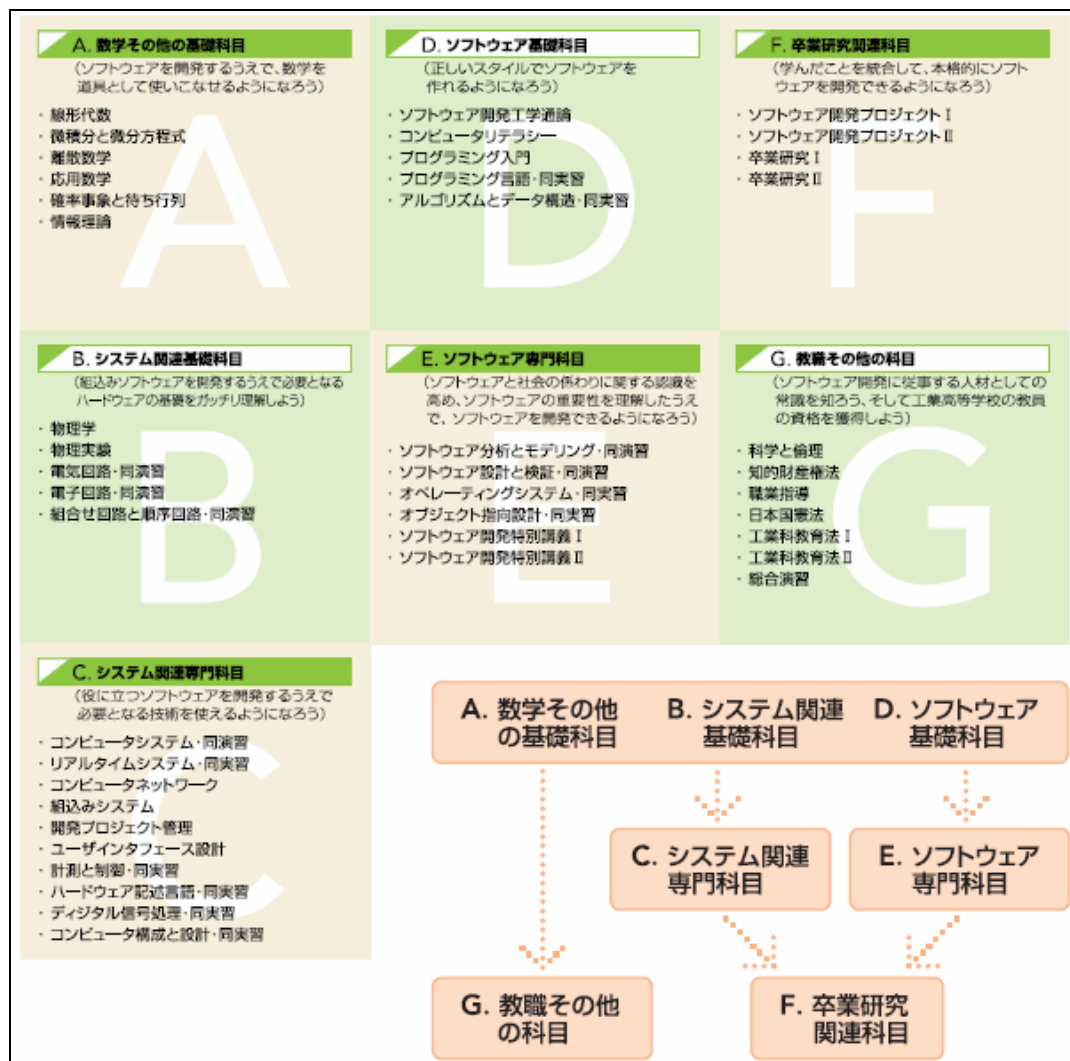 A. 数学その他の基礎科目
(ソフトウェアを開発するうえで、数学を
道具として使いこなせるようになろう)
・ 線形代数
・ 微積分と微分方程式
・ 離散数学
・ 応用数学
・ 確率事象と待ち行列
・ 情報理論
A
D. ソフトウェア基礎科目
(正しいスタイルでソフトウェアを
作れるようになろう)
・ ソフトウェア開発工学通論
・ コンピュータリテラシー
・ プログラミング入門
・ プログラミング言語・同実習
・ アルゴリズムとデータ構造・同実習
D
F. 卒業研究関連科目
(学んだことを統合して、本格的にソフト
ウェアを開発できるようになろう)
・ ソフトウェア開発プロジェクトⅠ
・ ソフトウェア開発プロジェクトⅡ
・ 卒業研究Ⅰ
・ 卒業研究Ⅱ
F
B. システム関連基礎科目
(組込みソフトウェアを開発するうえで必要となる
ハードウェアの基礎をガッチリ理解しよう)
・ 物理学
・ 物理実験
・ 電気回路・同演習
・ 電子回路・同演習
・ 組合せ回路と順序回路・同演習
B
E. ソフトウェア専門科目
(ソフトウェアと社会の係わりに関する認識を
高め、ソフトウェアの重要性を理解したうえ
で、ソフトウェアを開発できるようになろう)
・ ソフトウェア分析とモデリング・同演習
・ ソフトウェア設計と検証・同演習
・ オペレーティングシステム・同実習
・ オブジェクト指向設計・同実習
・ ソフトウェア開発特別講義Ⅰ
・ ソフトウェア開発特別講義Ⅱ
E
G. 教職その他の科目
(ソフトウェア開発に従事する人材としての
常識を知ろう、そして工業高等学校の教員
の資格を獲得しよう)
・ 科学と倫理
・ 知的財産権法
・ 職業指導
・ 日本国憲法
・ 工業科教育法Ⅰ
・ 工業科教育法Ⅱ
・ 総合演習
G
C. システム関連専門科目
(役に立つソフトウェアを開発するうえで
必要となる技術を使えるようになろう)
・ コンピュータシステム・同演習
・ リアルタイムシステム・同実習
・ コンピュータネットワーク
・ 組込みシステム
・ 開発プロジェクト管理
・ ユーザインタフェース設計
・ 計測と制御・同実習
・ ハードウェア記述言語・同実習
・ ディジタル信号処理・同実習
・ コンピュータ構成と設計・同実習
C
A. 数学その他
の基礎科目
B. システム関連
基礎科目
D. ソフトウェア
基礎科目
C. システム関連
専門科目
E. ソフトウェア
専門科目
G. 教職その他
の科目
F. 卒業研究
関連科目